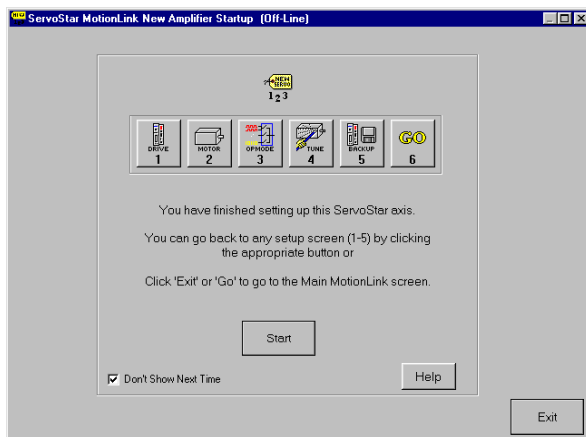 ServoStar MotionLink New Amplifier Startup (Off-Line)
NEW
SERVO
1 2 3
DRIVE
1
MOTOR
2
OPMODE
3
TUNE
4
BACKUP
5
GO
6
You have finished setting up this ServoStar axis.
You can go back to any setup screen (1-5) by clicking
the appropriate button or
Click 'Exit' or 'Go' to go to the Main MotionLink screen.
Start
Don't Show Next Time
Help
Exit